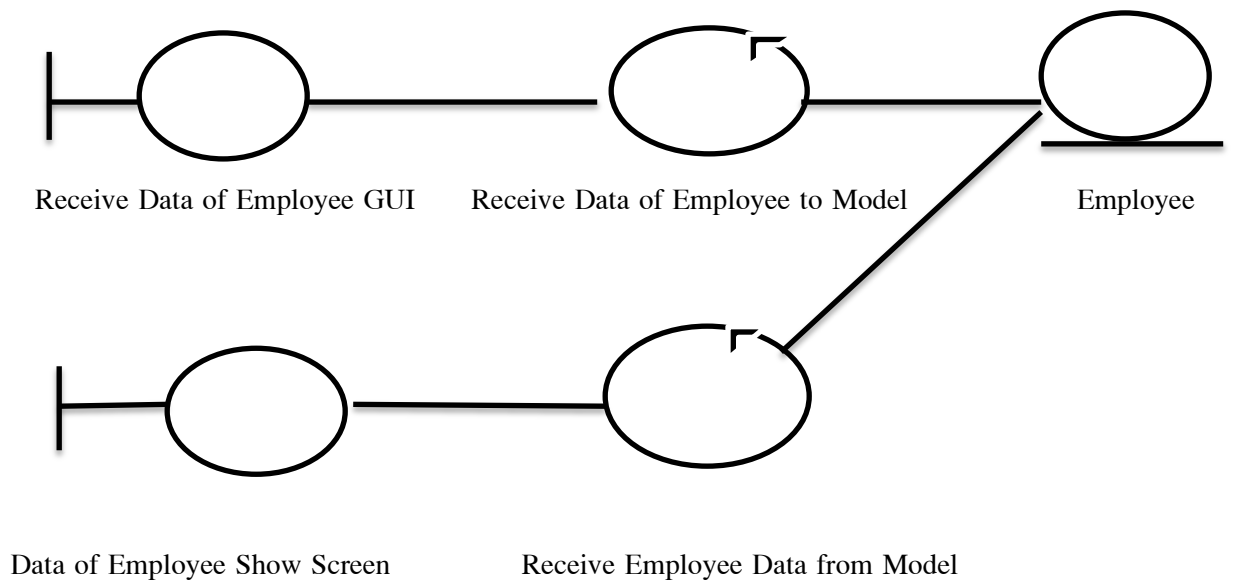 Receive Data of Employee GUI
Receive Data of Employee to Model
Employee
Data of Employee Show Screen
Receive Employee Data from Model